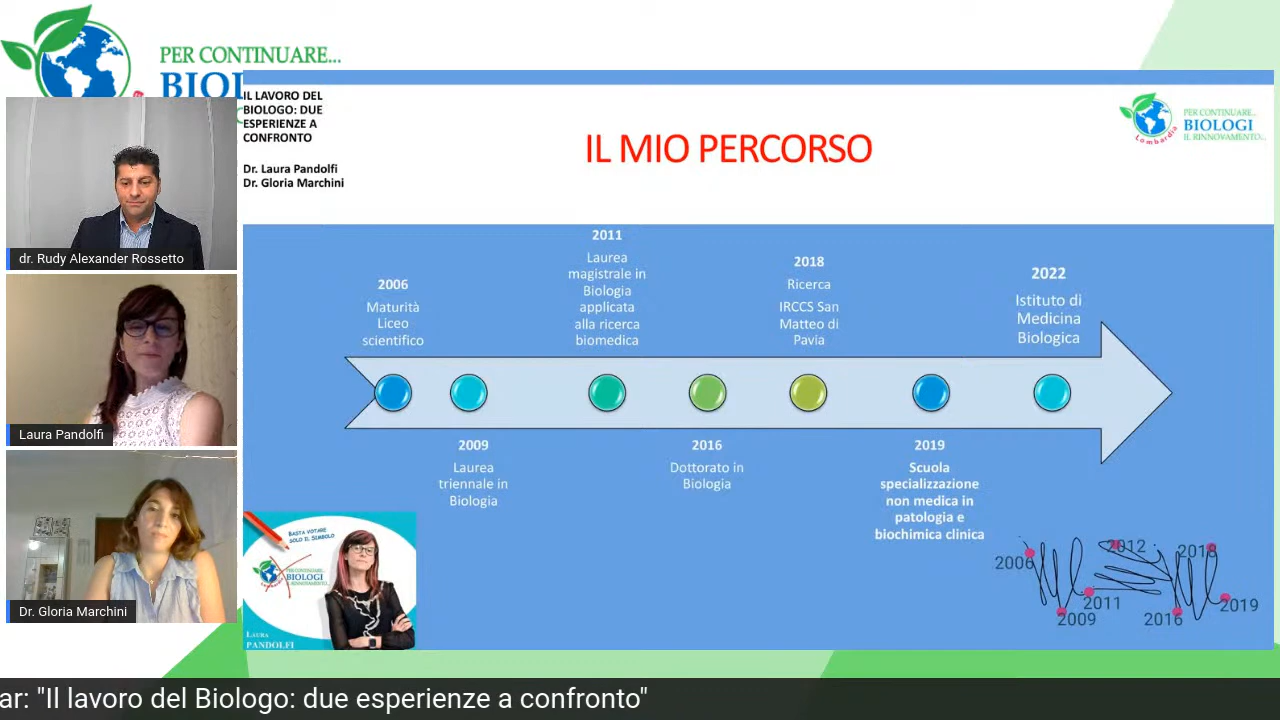 PER CONTINUARE...
BIOL
IL LAVORO DEL
BIOLOGO: DUE
ESPERIENZE A
CONFRONTO
Dr. Laura Pandolfi
Dr. Gloria Marchini
IL MIO PERCORSO
PER CONTINUARE...
BIOLOGI
IL RINNOVAMENTO...
Lombardia
dr. Rudy Alexander Rossetto
Laura Pandolfi
Dr. Gloria Marchini
2006
Maturità
Liceo
scientifico
2009
Laurea
triennale in
Biologia
2011
Laurea
magistrale in
Biologia
applicata
alla ricerca
biomedica
2016
Dottorato in
Biologia
2018
Ricerca
IRCCS San
Matteo di
Pavia
2019
Scuola
specializzazione
non medica in
patologia e
biochimica clinica
2022
Istituto di
Medicina
Biologica
BASTA VOTARE
SOLO IL SIMBOLO
PER CONTINUARE...
BIOLOGI
IL RINNOVAMENTO...
LAURA
PANDOLFI
2006
2009
2011
2012
2016
2018
2019
ar: "Il lavoro del Biologo: due esperienze a confronto"